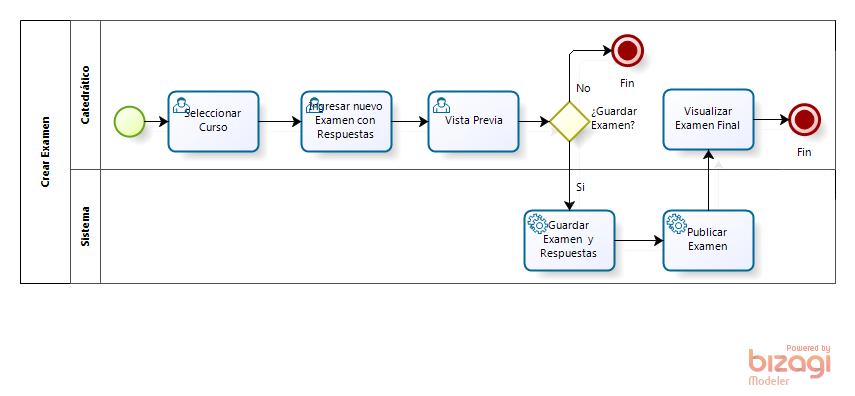 Crear Examen
Catedrático
Sistema
Seleccionar
Curso
Ingresar nuevo
Examen con
Respuestas
Vista Previa
¿Guardar
Examen?
No
Fin
Si
Guardar
Examen y
Respuestas
Publicar
Examen
Visualizar
Examen Final
Fin
Powered by
bizagi
Modeler